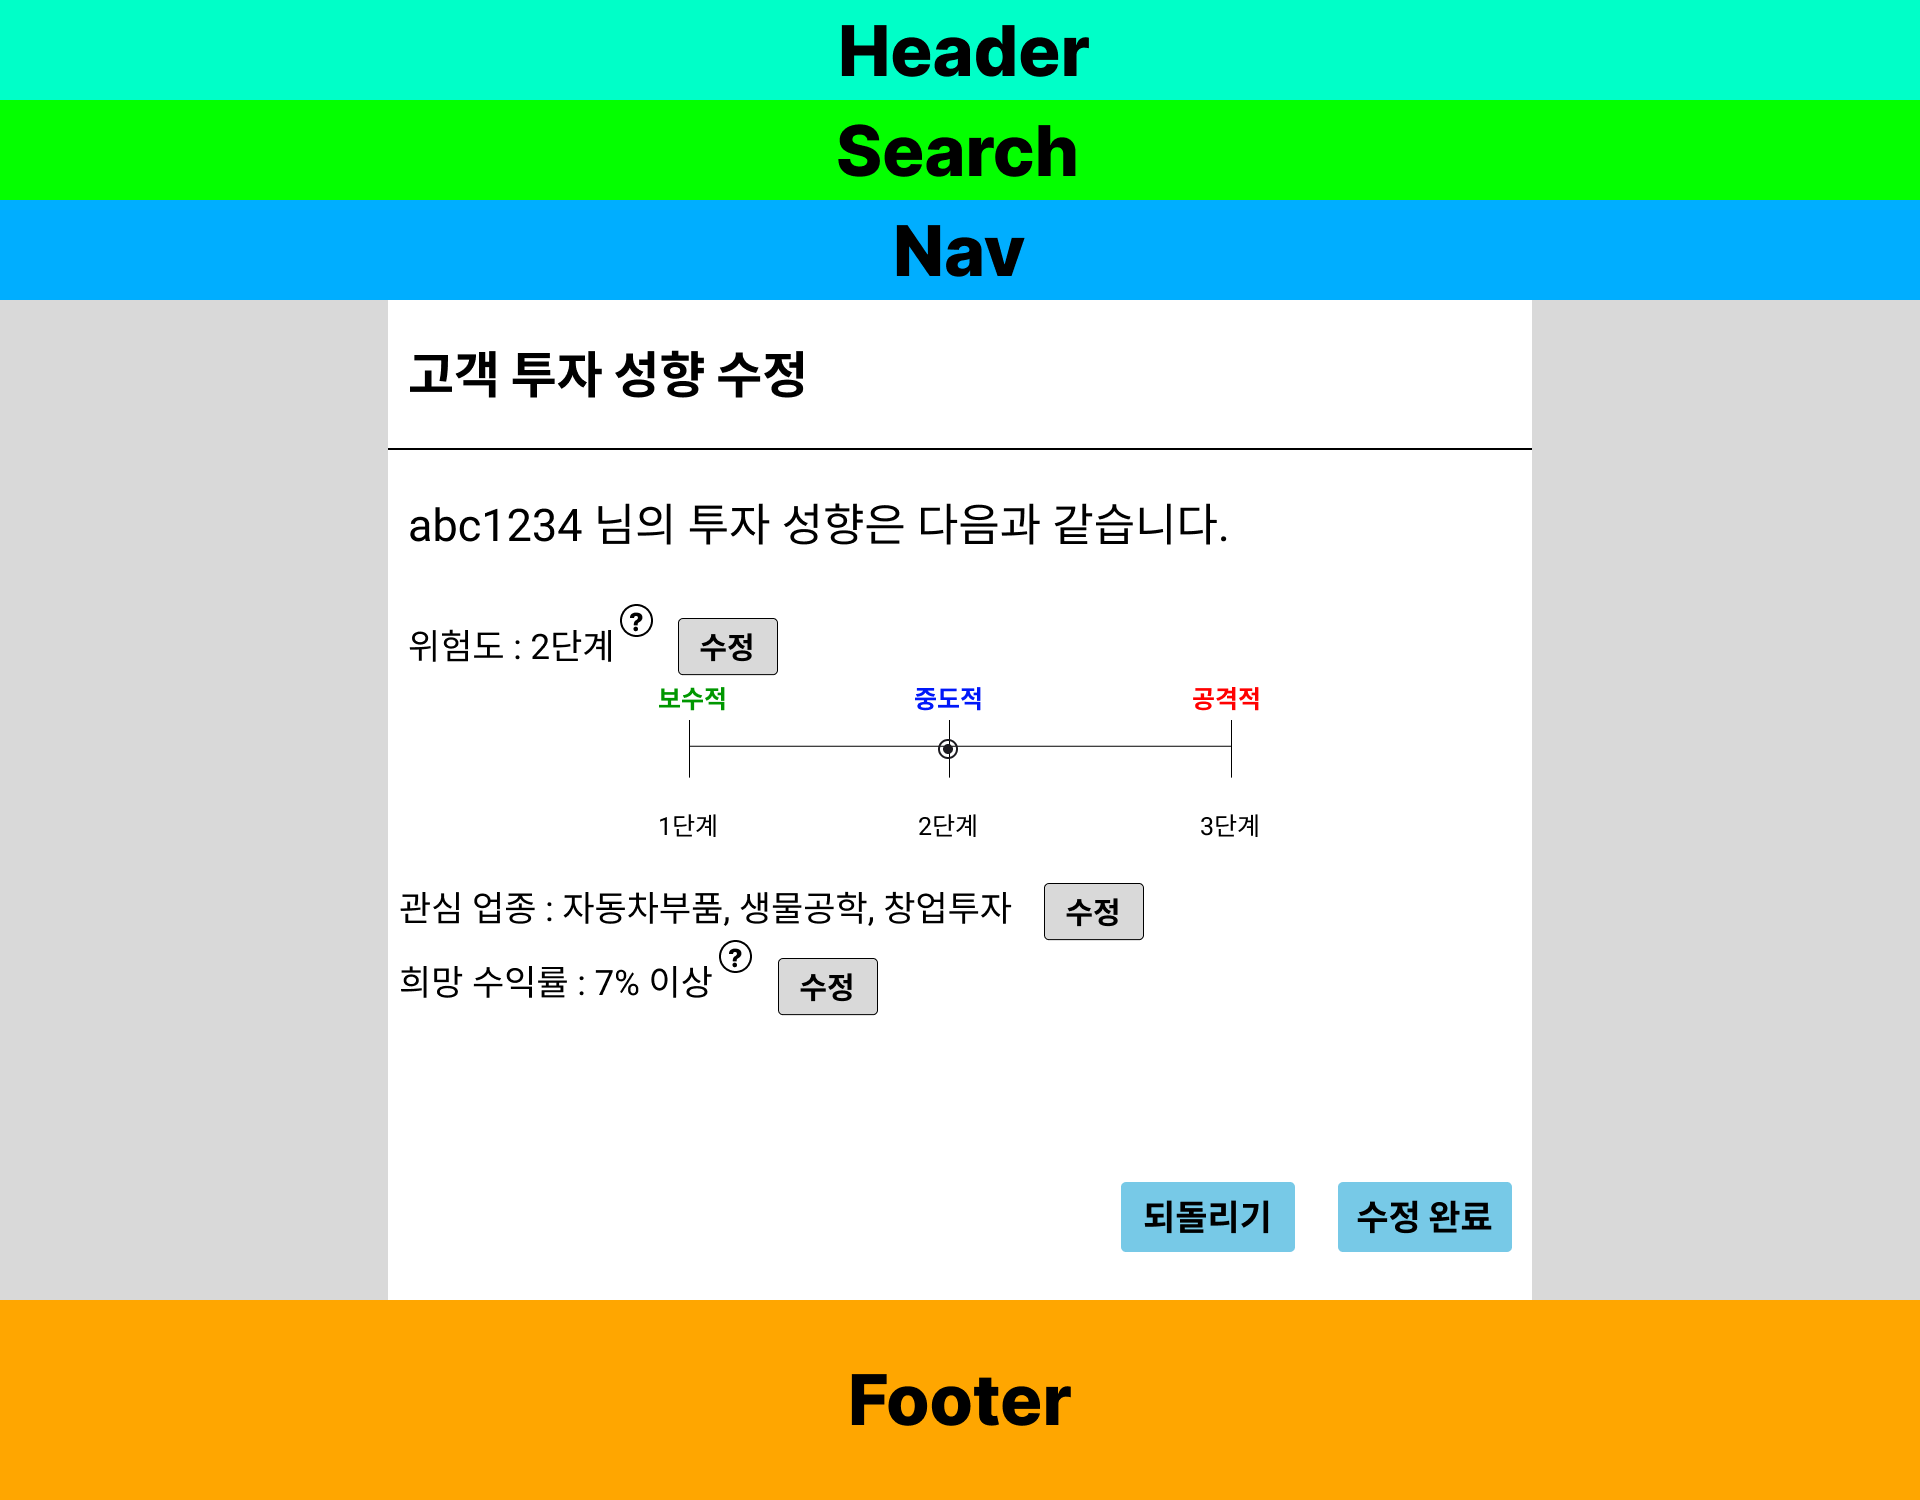 Header
Search
Nav
고객 투자 성향 수정
abc1234 님의 투자 성향은 다음과 같습니다.
위험도 : 2단계 ? 수정
보수적 중도적 공격적
1단계 2단계 3단계
관심 업종 : 자동차부품, 생물공학, 창업투자 수정
희망 수익률 : 7% 이상 ? 수정
되돌리기 수정 완료
Footer